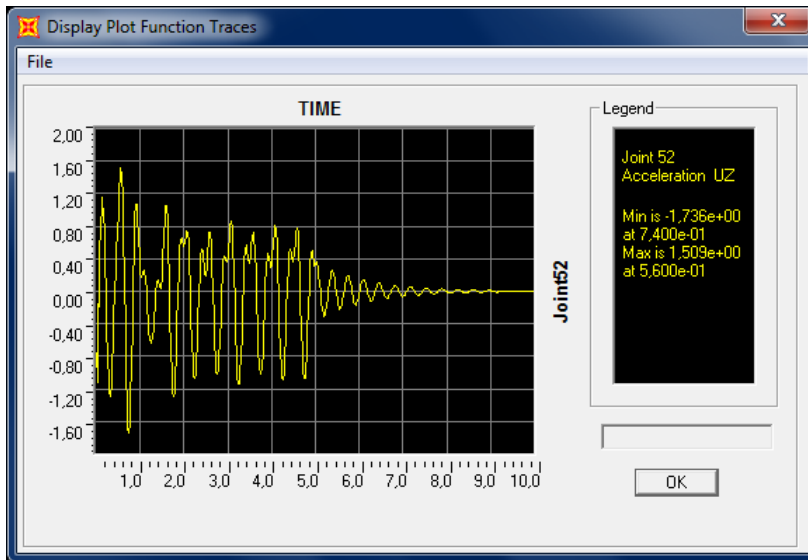 Display Plot Function Traces
File
TIME
2,00
1,60
1,20
0,80
0,40
0,00
-0,40
-0,80
-1,20
-1,60
1,0
2,0
3,0
4,0
5,0
6,0
7,0
8,0
9,0
10,0
Joint52
Legend
Joint 52
Acceleration UZ
Min is -1,736e+00
at 7,400e-01
Max is 1,509e+00
at 5,600e-01
OK